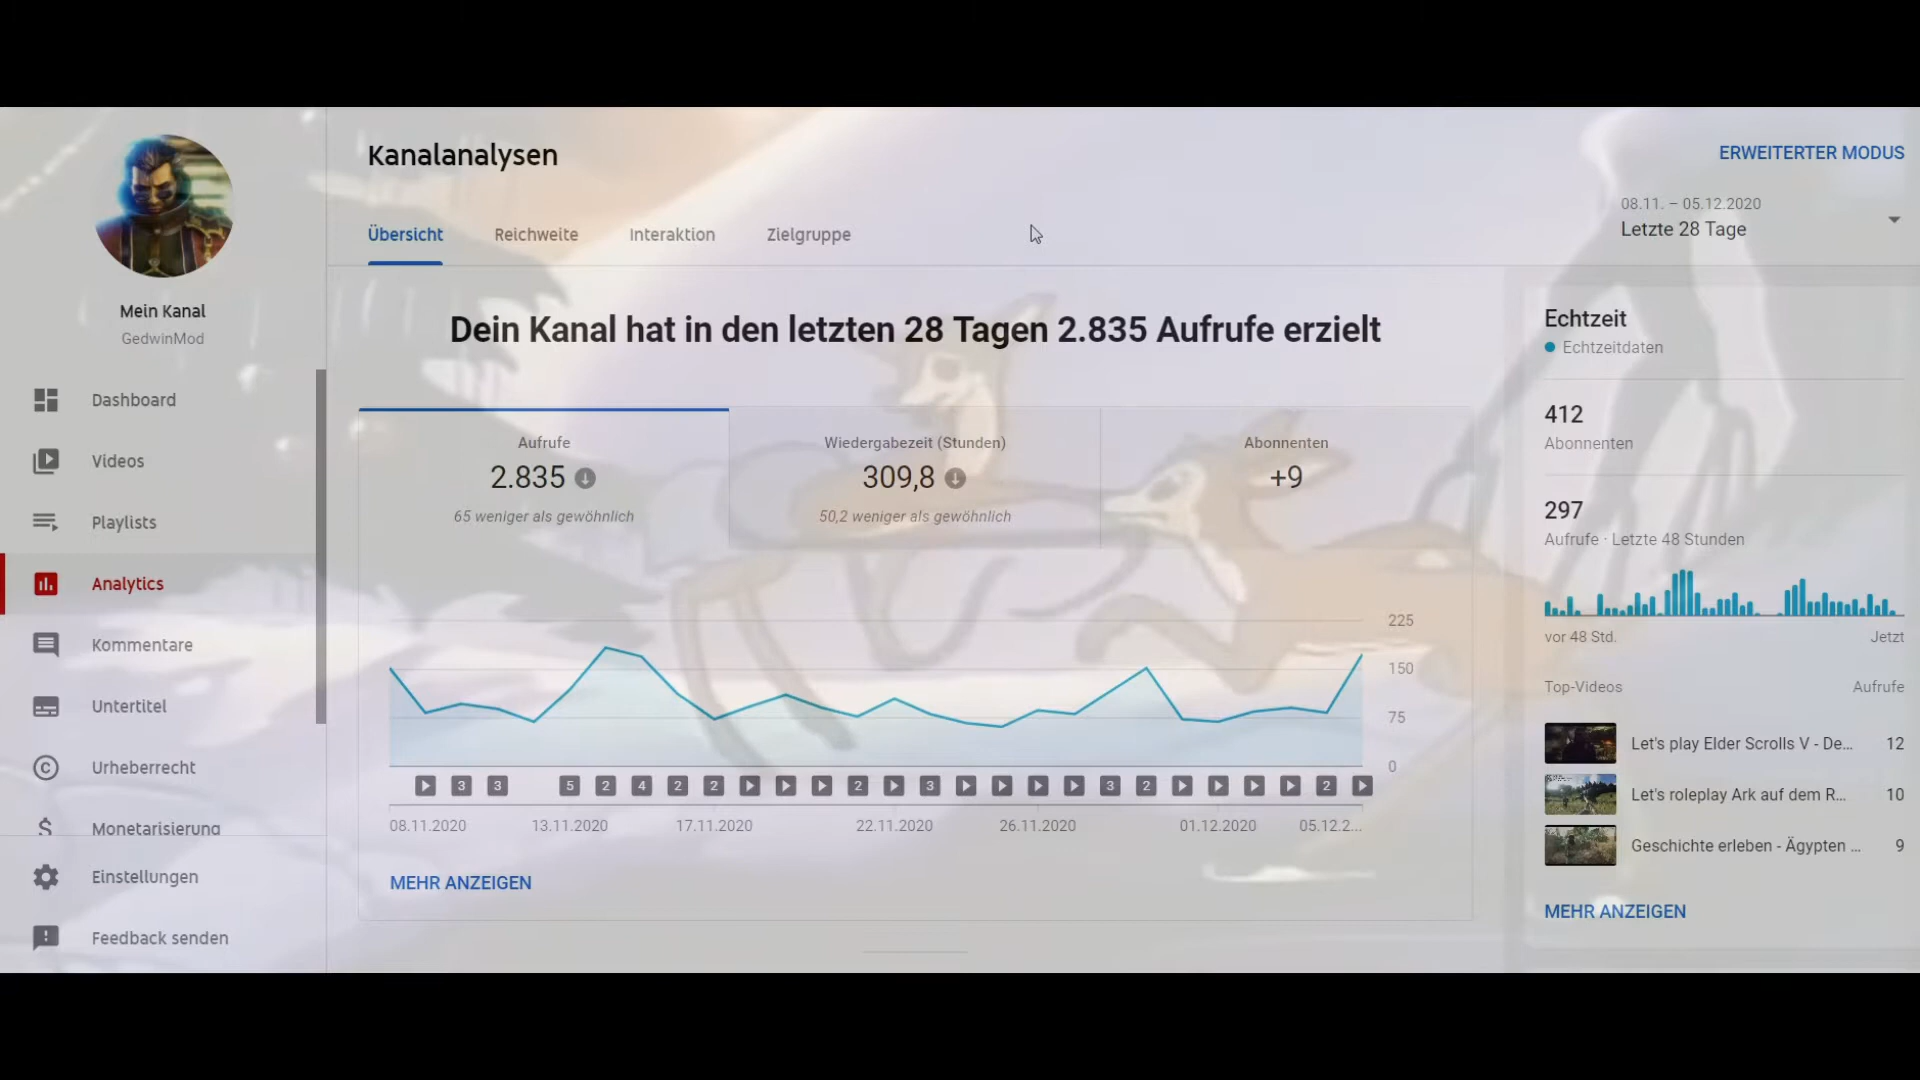 Kanalanalysen
ERWEITERTER MODUS
08.11. – 05.12.2020
Letzte 28 Tage
Übersicht
Reichweite
Interaktion
Zielgruppe
Mein Kanal
GedwinMod
Dashboard
Videos
Playlists
Analytics
Kommentare
Untertitel
Urheberrecht
Monetarisierung
Einstellungen
Feedback senden
Dein Kanal hat in den letzten 28 Tagen 2.835 Aufrufe erzielt
Aufrufe
2.835
65 weniger als gewöhnlich
Wiedergabezeit (Stunden)
309,8
50,2 weniger als gewöhnlich
Abonnenten
+9
225
150
75
0
3 3 5 2 4 2 2 2 3 3 2 2
08.11.2020 13.11.2020 17.11.2020 22.11.2020 26.11.2020 01.12.2020 05.12.2...
MEHR ANZEIGEN
Echtzeit
Echtzeitdaten
412
Abonnenten
297
Aufrufe · Letzte 48 Stunden
vor 48 Std. Jetzt
Top-Videos Aufrufe
Let's play Elder Scrolls V - De... 12
Let's roleplay Ark auf dem R... 10
Geschichte erleben - Ägypten ... 9
MEHR ANZEIGEN